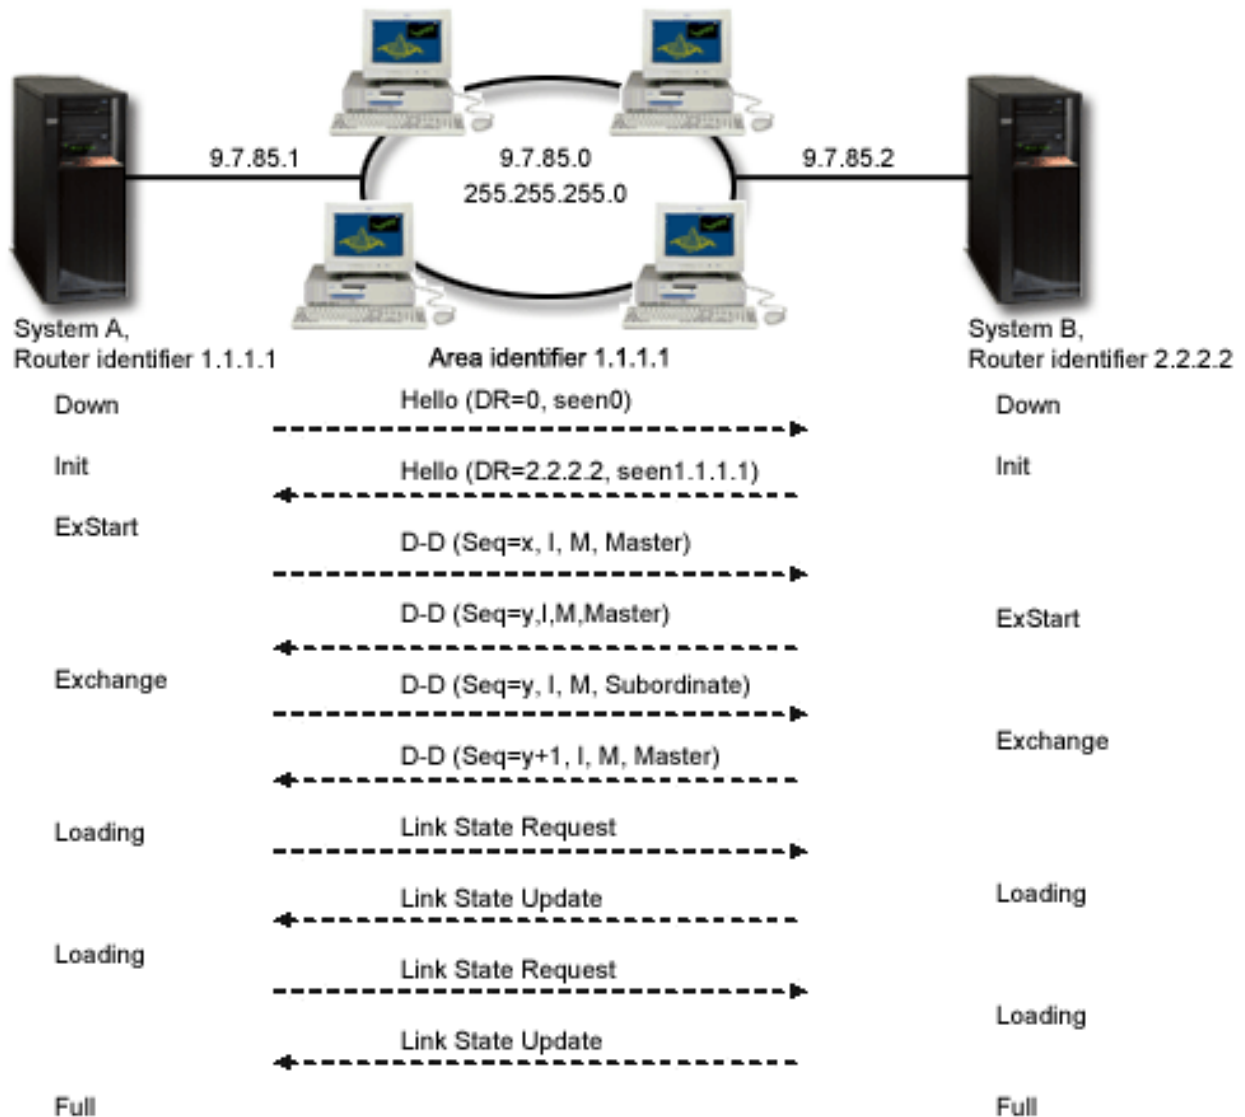 9.7.85.1
9.7.85.0
9.7.85.2
255.255.255.0
System A,
Router identifier 1.1.1.1
Area identifier 1.1.1.1
System B,
Router identifier 2.2.2.2
Down
Hello (DR=0, seen0)
Down
Init
Hello (DR=2.2.2.2, seen1.1.1.1)
Init
ExStart
D-D (Seq=x, I, M, Master)
D-D (Seq=y,I,M,Master)
ExStart
Exchange
D-D (Seq=y, I, M, Subordinate)
D-D (Seq=y+1, I, M, Master)
Exchange
Loading
Link State Request
Link State Update
Loading
Loading
Link State Request
Loading
Link State Update
Full
Full